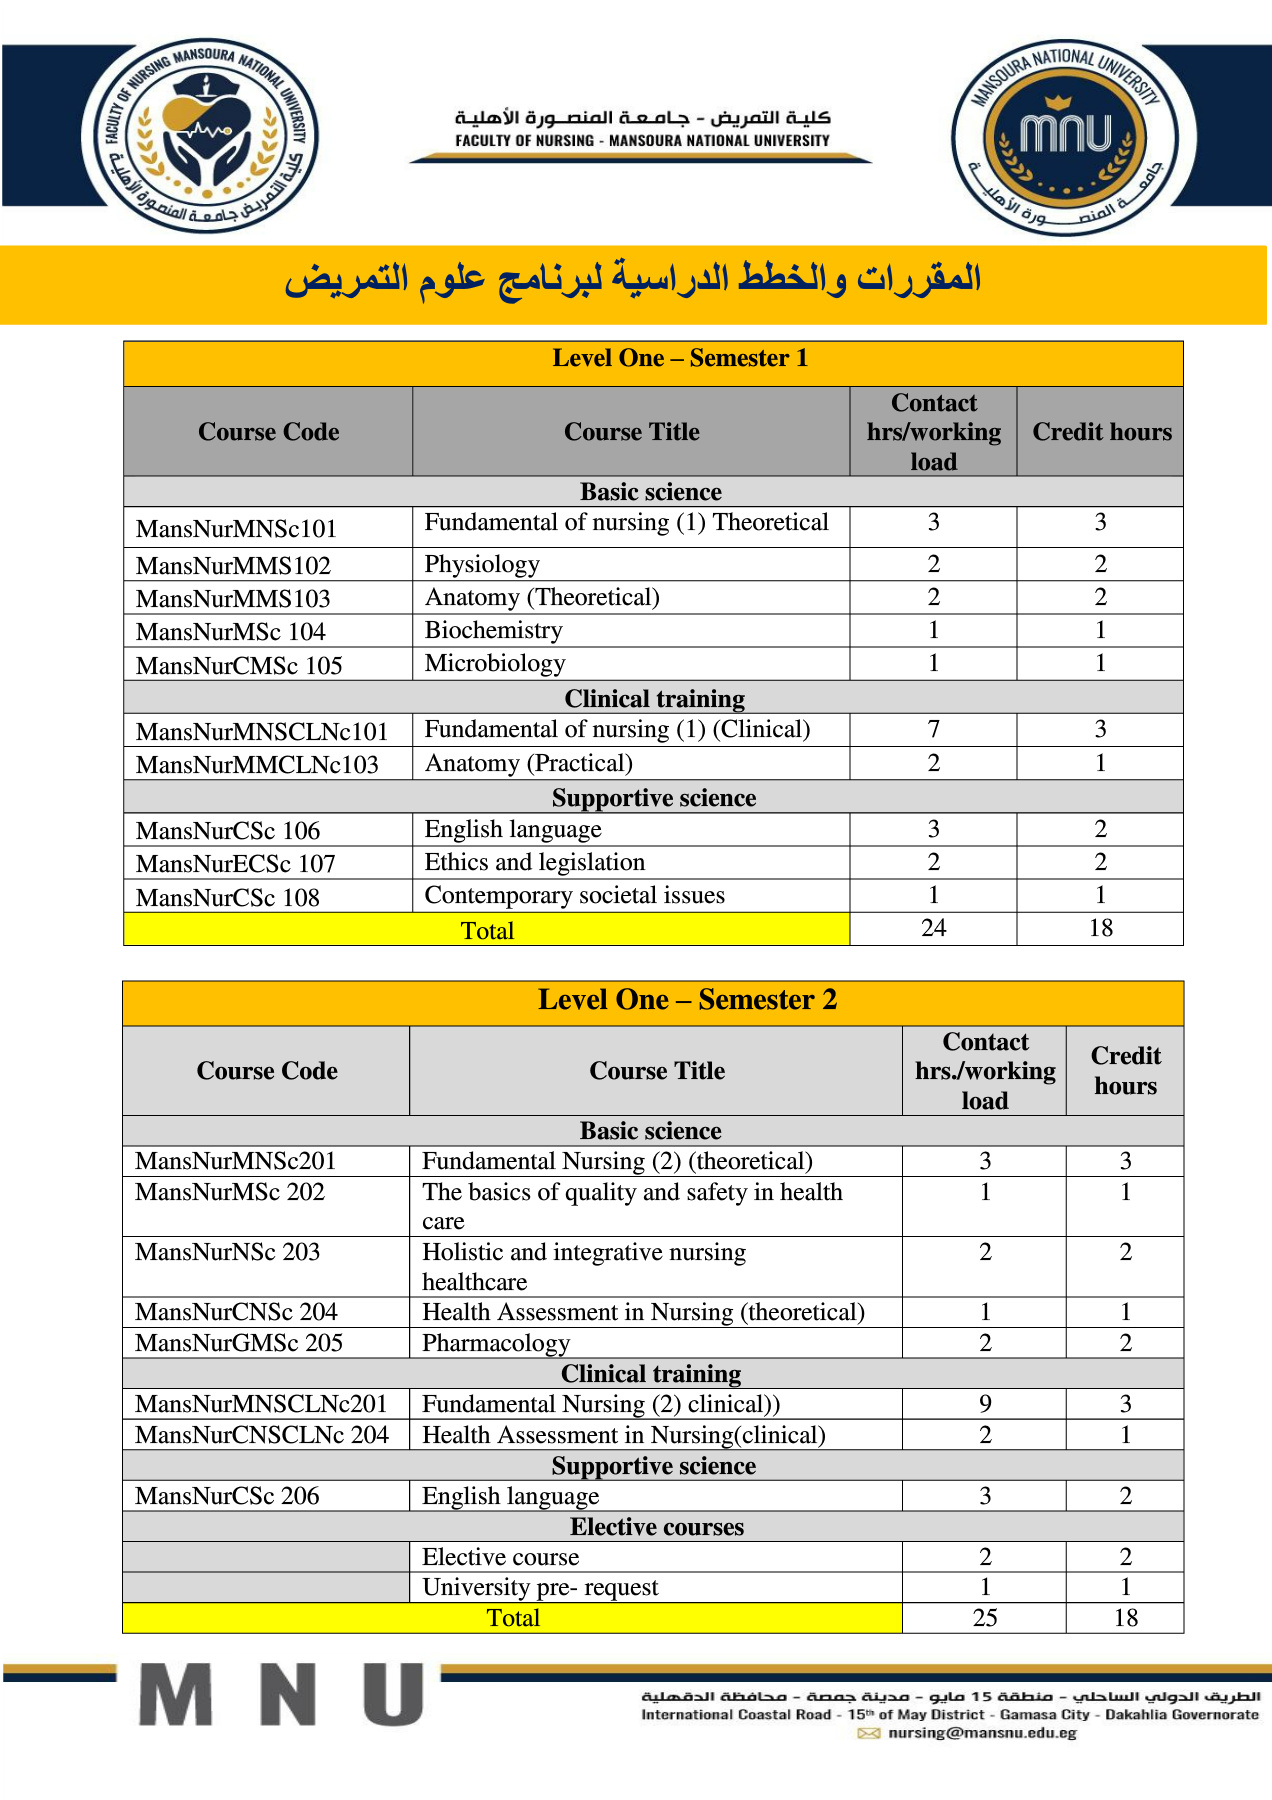 FACULTY OF NURSING MANSOURA NATIONAL UNIVERSITY
كلية التمريض جامعة المنصورة الأهلية
كلية التمريض - جامعة المنصورة الأهلية
FACULTY OF NURSING - MANSOURA NATIONAL UNIVERSITY
MANSOURA NATIONAL UNIVERSITY
mnu
جامعة المنصورة الأهلية
المقررات والخطط الدراسية لبرنامج علوم التمريض
Level One – Semester 1
Course Code Course Title Contact hrs/working load Credit hours
Basic science
MansNurMNSc101 Fundamental of nursing (1) Theoretical 3 3
MansNurMMS102 Physiology 2 2
MansNurMMS103 Anatomy (Theoretical) 2 2
MansNurMSc 104 Biochemistry 1 1
MansNurCMSc 105 Microbiology 1 1
Clinical training
MansNurMNSCLNc101 Fundamental of nursing (1) (Clinical) 7 3
MansNurMMCLNc103 Anatomy (Practical) 2 1
Supportive science
MansNurCSc 106 English language 3 2
MansNurECSc 107 Ethics and legislation 2 2
MansNurCSc 108 Contemporary societal issues 1 1
Total 24 18
Level One – Semester 2
Course Code Course Title Contact hrs./working load Credit hours
Basic science
MansNurMNSc201 Fundamental Nursing (2) (theoretical) 3 3
MansNurMSc 202 The basics of quality and safety in health care 1 1
MansNurNSc 203 Holistic and integrative nursing healthcare 2 2
MansNurCNSc 204 Health Assessment in Nursing (theoretical) 1 1
MansNurGMSc 205 Pharmacology 2 2
Clinical training
MansNurMNSCLNc201 Fundamental Nursing (2) clinical)) 9 3
MansNurCNSCLNc 204 Health Assessment in Nursing(clinical) 2 1
Supportive science
MansNurCSc 206 English language 3 2
Elective courses
Elective course 2 2
University pre- request 1 1
Total 25 18
M N U
الطريق الدولي الساحلي - منطقة 15 مايو - مدينة جمصة - محافظة الدقهلية
International Coastal Road - 15th of May District - Gamasa City - Dakahlia Governorate
nursing@mansnu.edu.eg